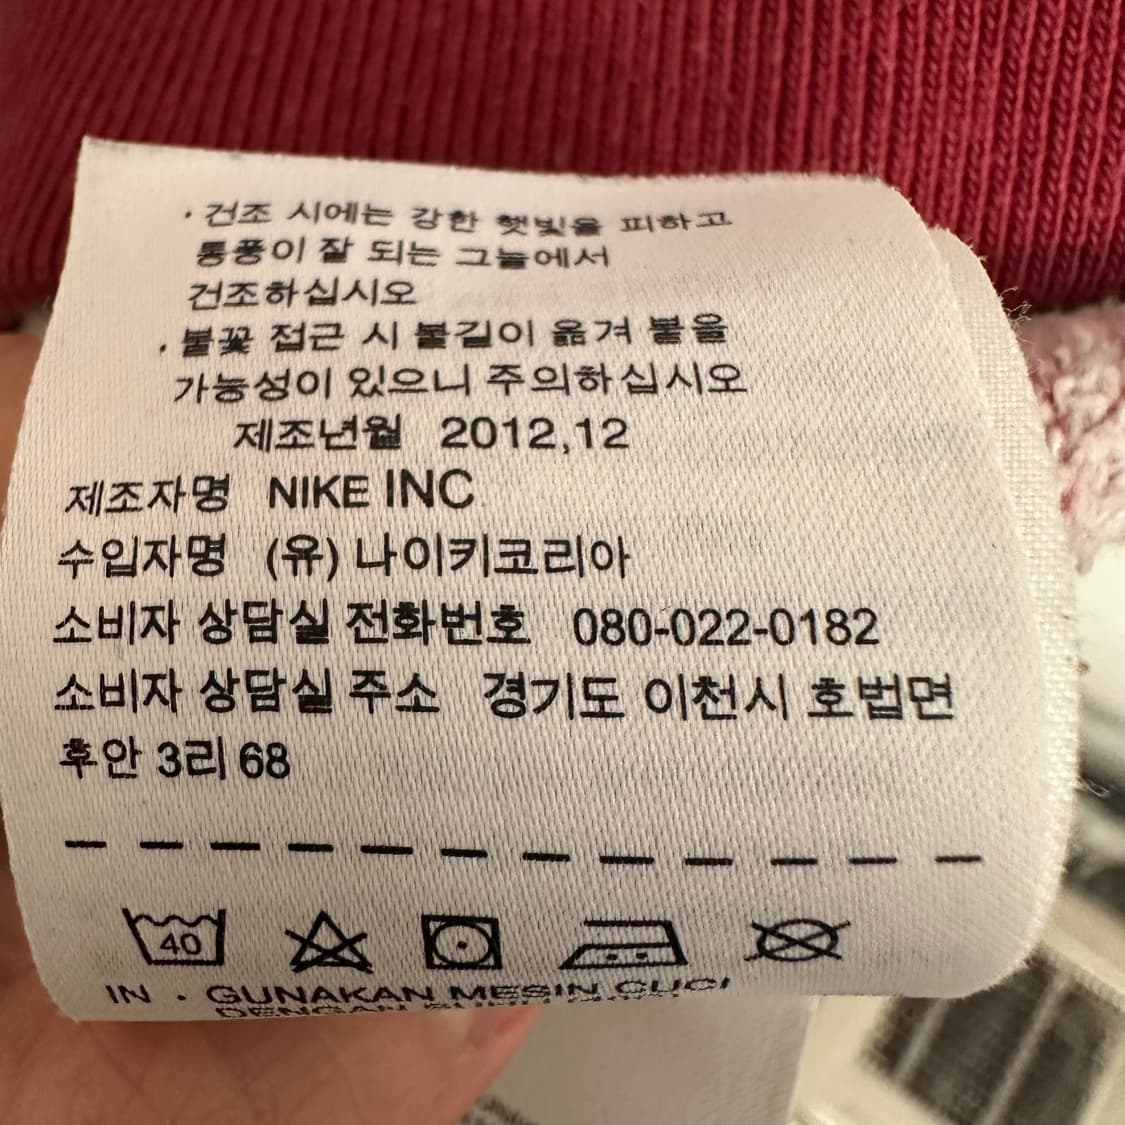 · 건조 시에는 강한 햇빛을 피하고
통풍이 잘 되는 그늘에서
건조하십시오
· 불꽃 접근 시 불길이 옮겨 붙을
가능성이 있으니 주의하십시오
제조년월 2012,12
제조자명 NIKE INC
수입자명 (유) 나이키코리아
소비자 상담실 전화번호 080-022-0182
소비자 상담실 주소 경기도 이천시 호법면
후안 3리 68
40
IN · GUNAKAN MESIN CUCI
DENGAN